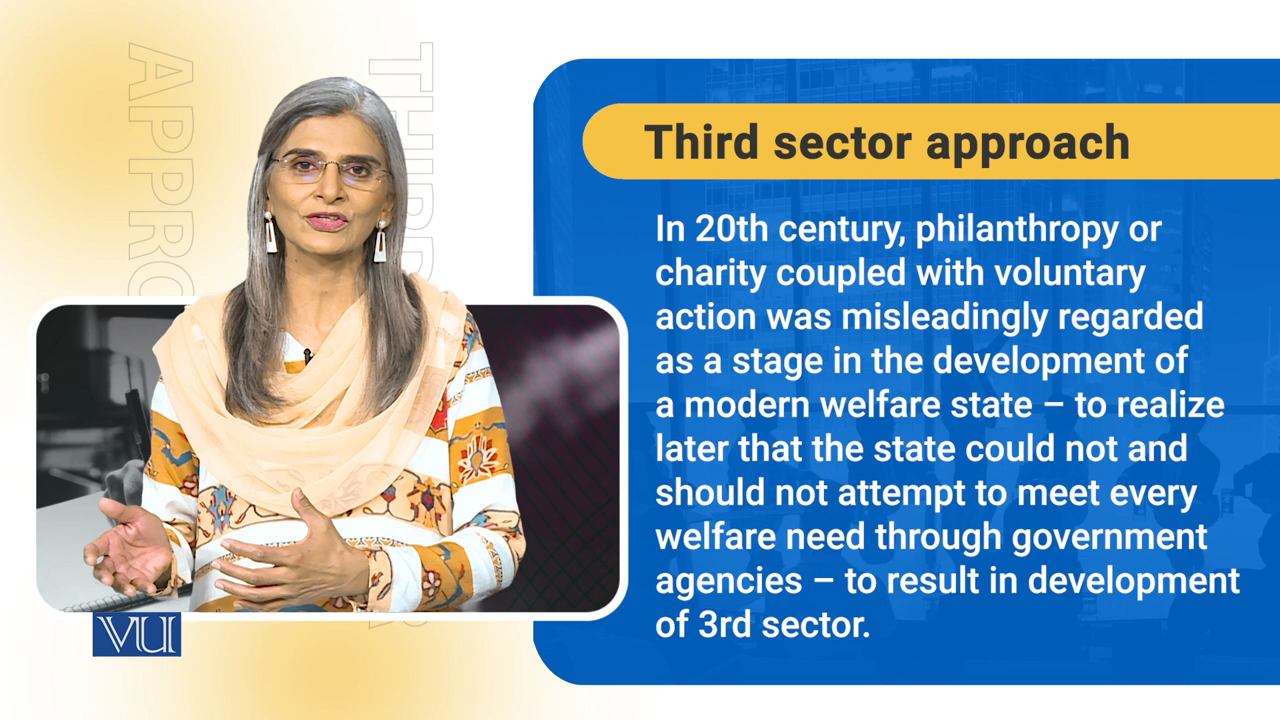 Third sector approach
In 20th century, philanthropy or
charity coupled with voluntary
action was misleadingly regarded
as a stage in the development of
a modern welfare state – to realize
later that the state could not and
should not attempt to meet every
welfare need through government
agencies – to result in development
of 3rd sector.
VU